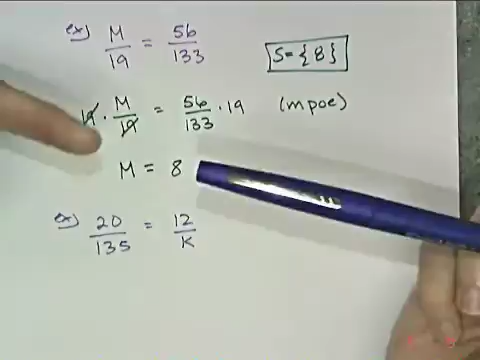 ex) M/19 = 56/133
S = {8}
19 · M/19 = 56/133 · 19 (mpoe)
M = 8
ex) 20/135 = 12/K